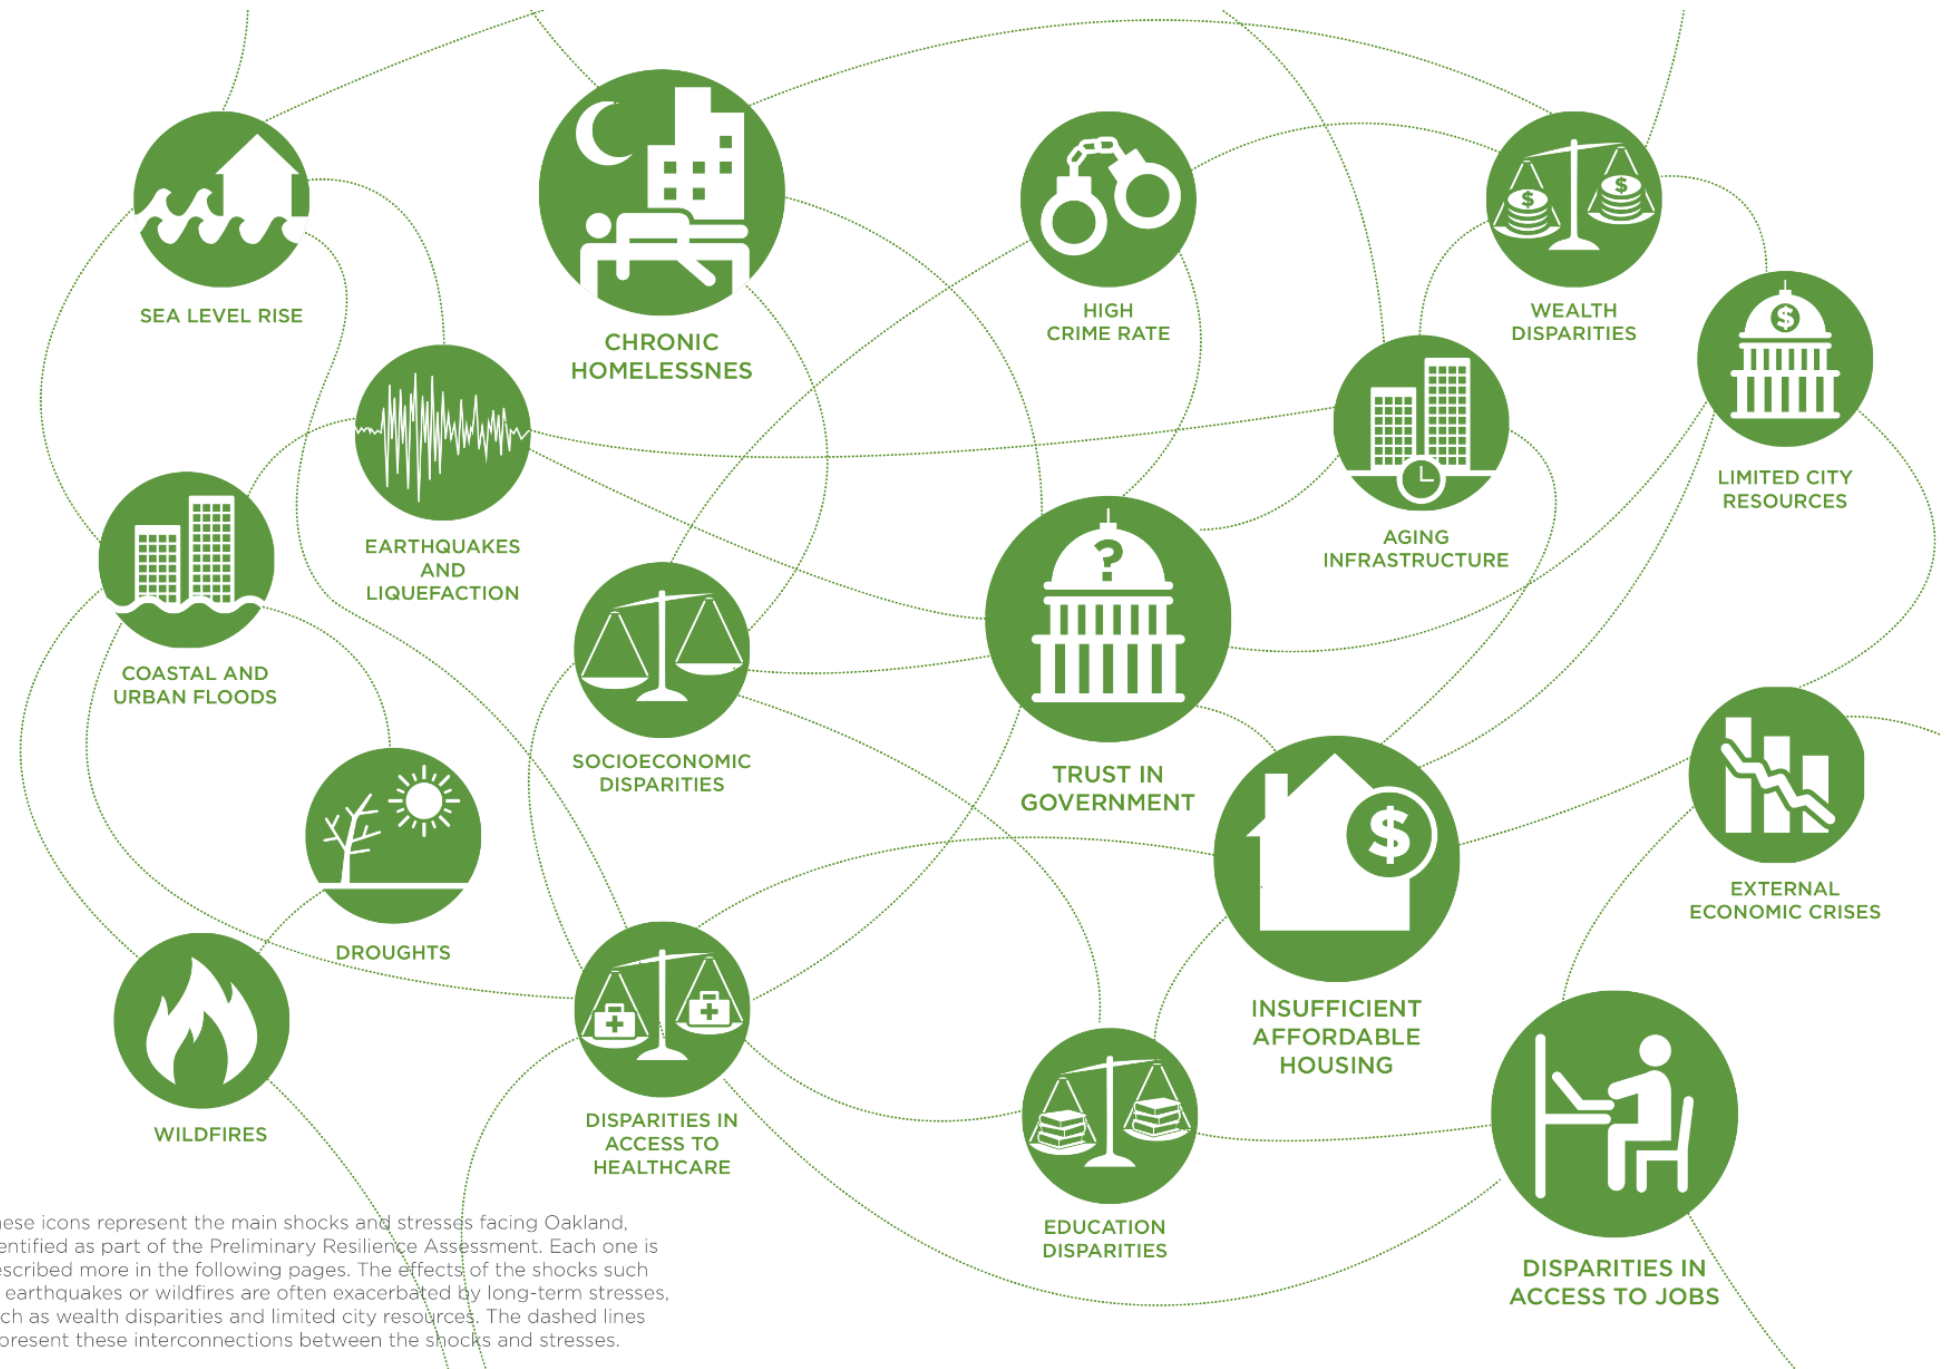 SEA LEVEL RISE
CHRONIC
HOMELESSNES
HIGH
CRIME RATE
$
$
WEALTH
DISPARITIES
$
LIMITED CITY
RESOURCES
EARTHQUAKES
AND
LIQUEFACTION
AGING
INFRASTRUCTURE
COASTAL AND
URBAN FLOODS
SOCIOECONOMIC
DISPARITIES
?
TRUST IN
GOVERNMENT
EXTERNAL
ECONOMIC CRISES
DROUGHTS
$
INSUFFICIENT
AFFORDABLE
HOUSING
WILDFIRES
DISPARITIES IN
ACCESS TO
HEALTHCARE
EDUCATION
DISPARITIES
DISPARITIES IN
ACCESS TO JOBS
icons represent the main shocks and stresses facing Oakland,
as part of the Preliminary Resilience Assessment. Each one is
more in the following pages. The effects of the shocks such
earthquakes or wildfires are often exacerbated by long-term stresses,
as wealth disparities and limited city resources. The dashed lines
these interconnections between the shocks and stresses.